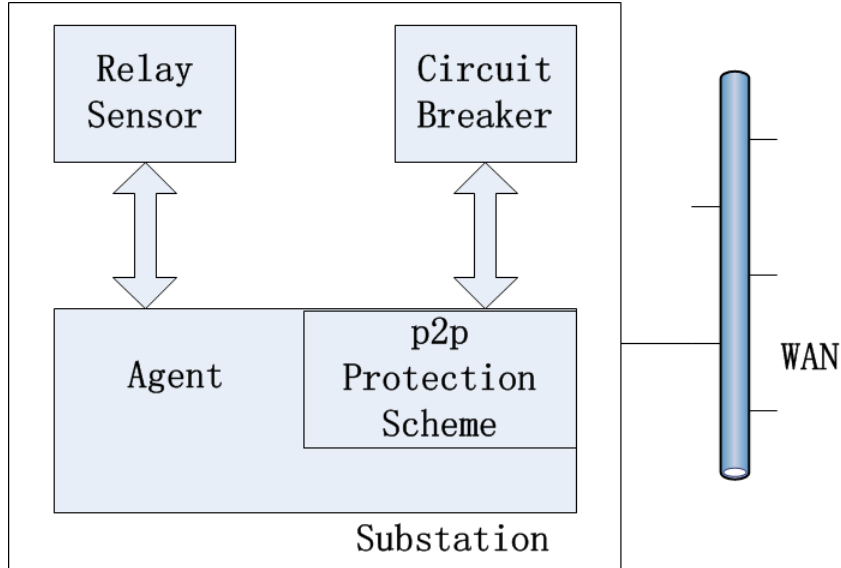 Relay
Sensor
Circuit
Breaker
Agent
p2p
Protection
Scheme
WAN
Substation